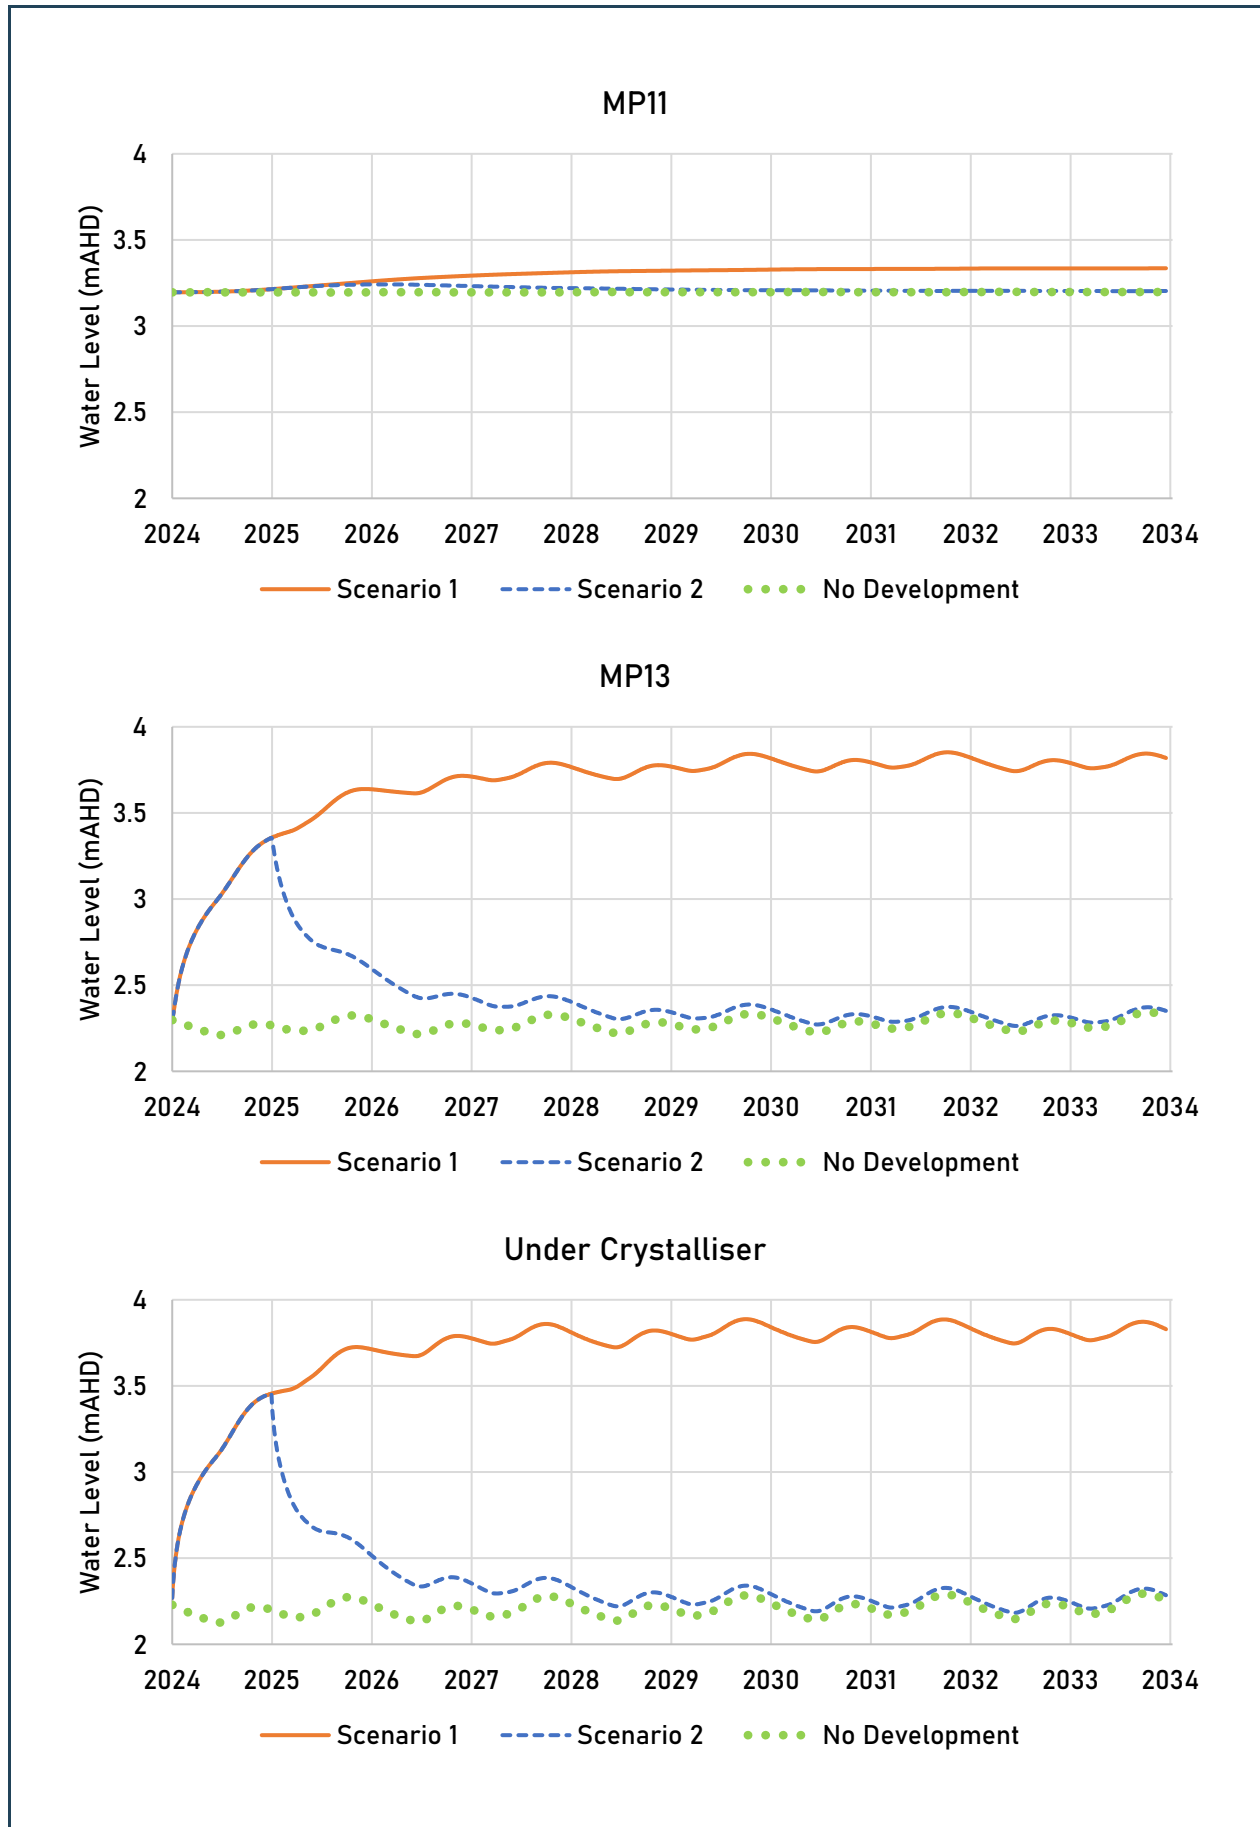 MP11
Water Level (mAHD)
4
3.5
3
2.5
2
2024 2025 2026 2027 2028 2029 2030 2031 2032 2033 2034
Scenario 1 Scenario 2 No Development
MP13
Water Level (mAHD)
4
3.5
3
2.5
2
2024 2025 2026 2027 2028 2029 2030 2031 2032 2033 2034
Scenario 1 Scenario 2 No Development
Under Crystalliser
Water Level (mAHD)
4
3.5
3
2.5
2
2024 2025 2026 2027 2028 2029 2030 2031 2032 2033 2034
Scenario 1 Scenario 2 No Development